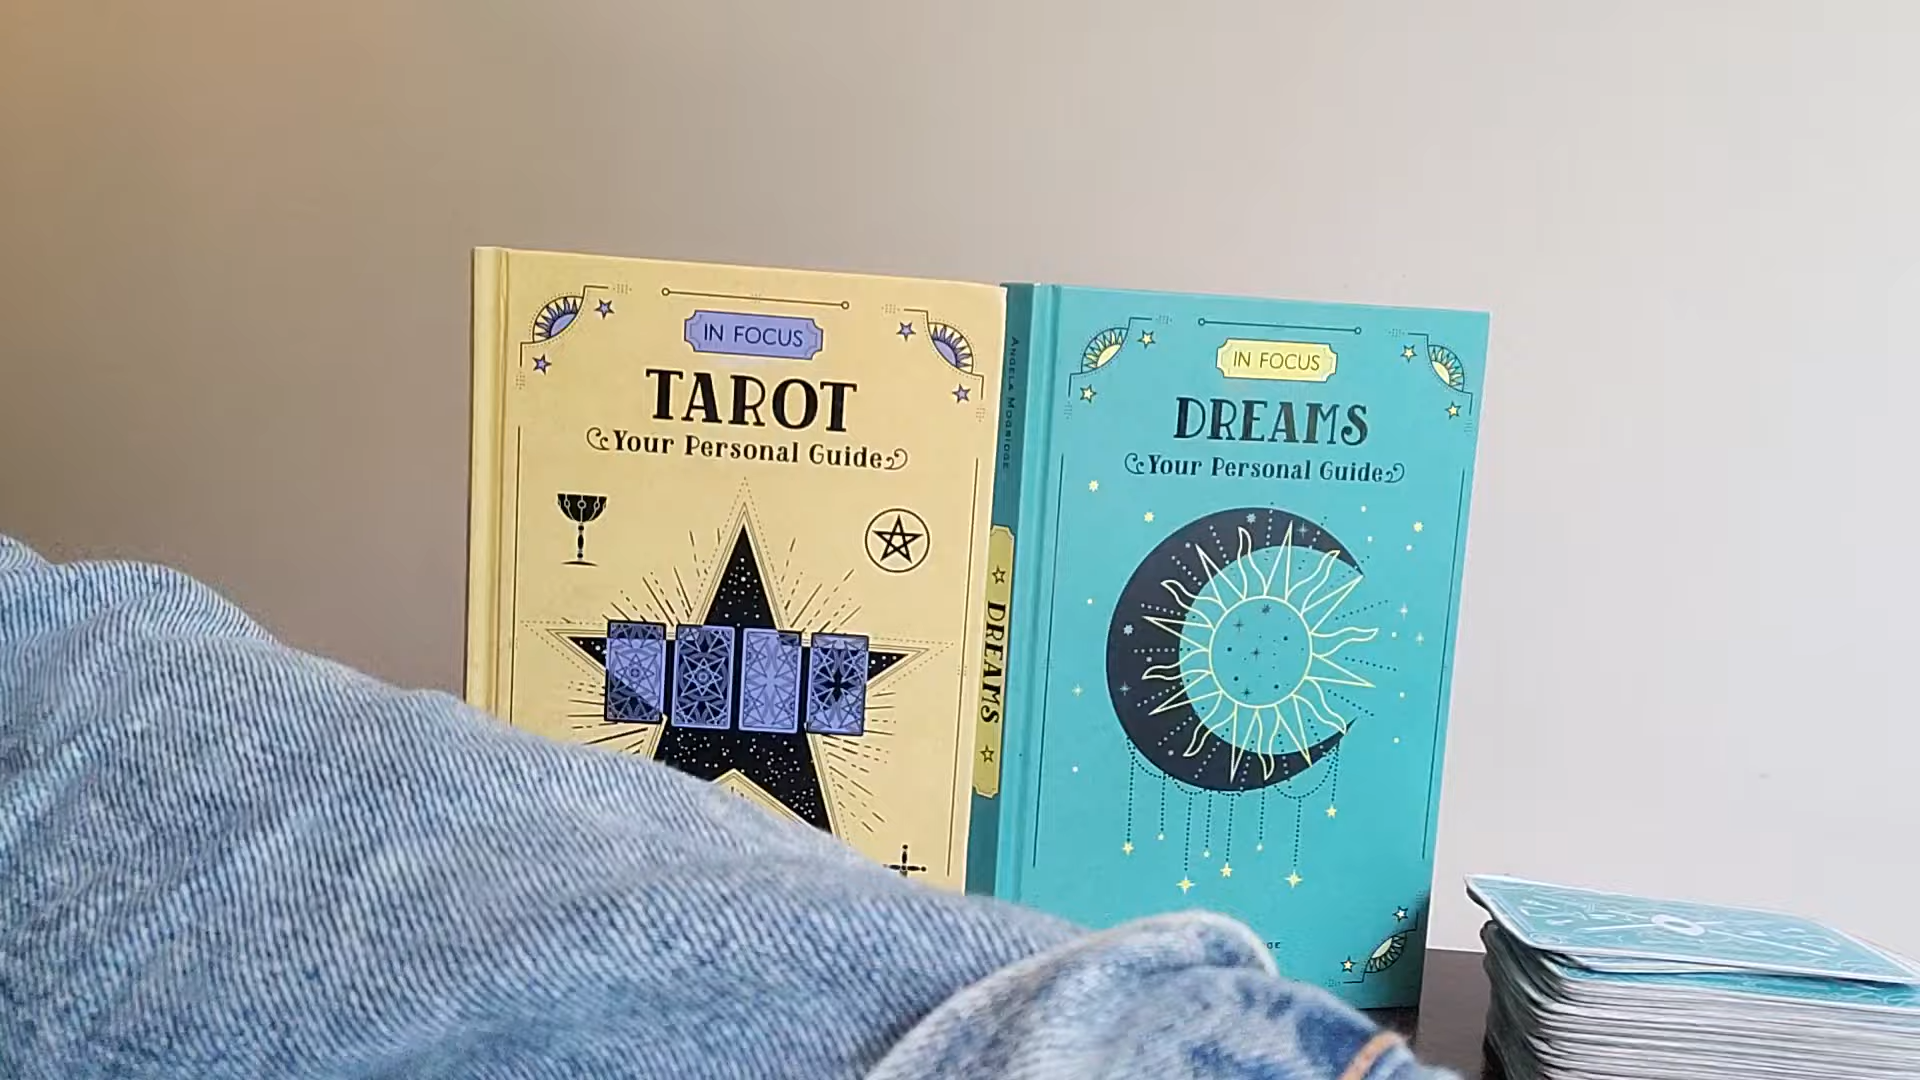 IN FOCUS
TAROT
Your Personal Guide
ANGELA MOGRIDGE
DREAMS
IN FOCUS
DREAMS
Your Personal Guide